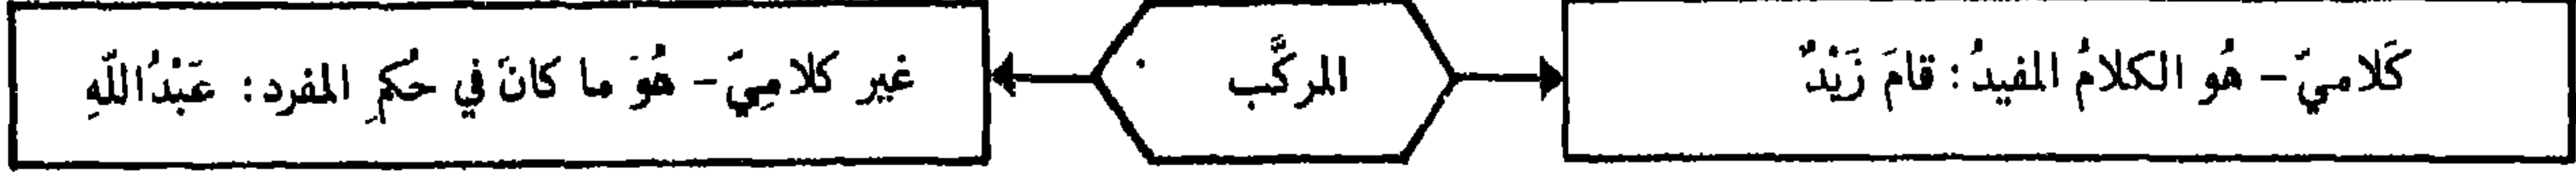 كَلاميّ - هُو الكلامُ المفيدُ: قامَ زَيْدٌ
المركَّب
غير كلامِيّ - هُوَ ما كانَ في حُكمِ المفرد: عَبْدُاللّهِ